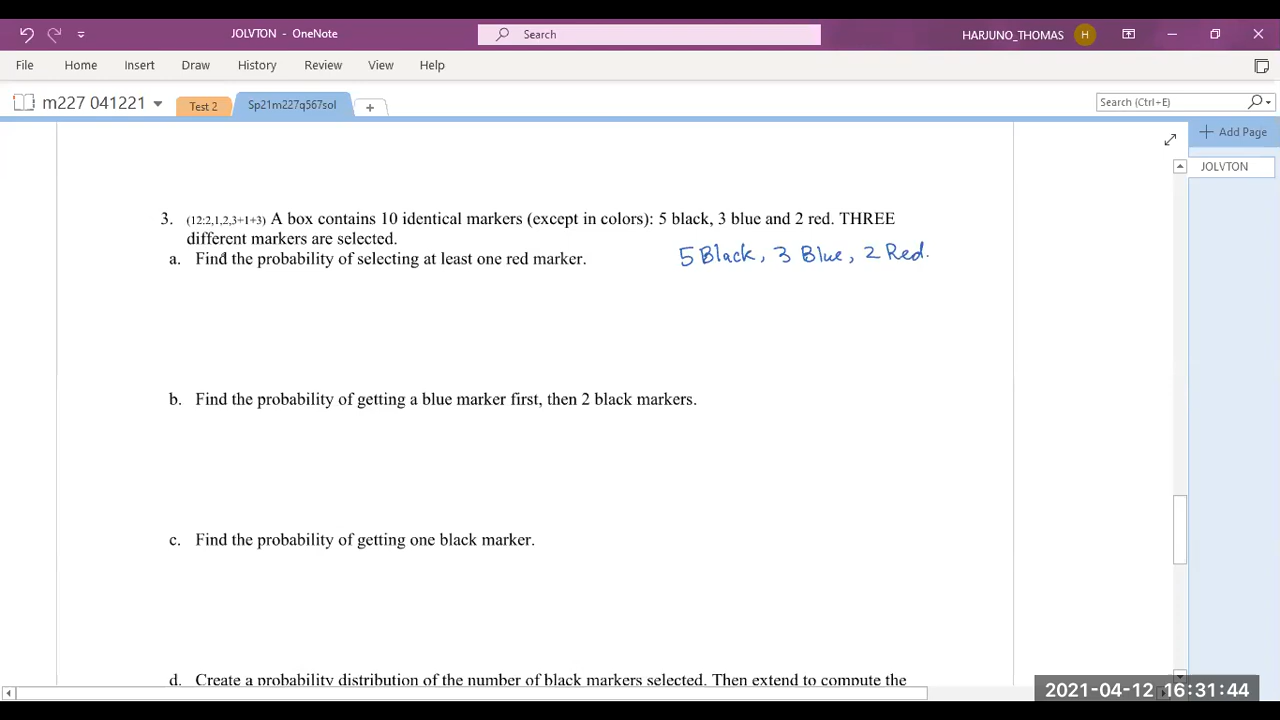 JOLVTON - OneNote
Search
HARJUNO_THOMAS
H
File Home Insert Draw History Review View Help
m227 041221
Test 2
Sp21m227q567sol
Search (Ctrl+E)
Add Page
JOLVTON
3. (12:2,1,2,3+1+3) A box contains 10 identical markers (except in colors): 5 black, 3 blue and 2 red. THREE
different markers are selected.
5 Black, 3 Blue, 2 Red.
a. Find the probability of selecting at least one red marker.
b. Find the probability of getting a blue marker first, then 2 black markers.
c. Find the probability of getting one black marker.
d. Create a probability distribution of the number of black markers selected. Then extend to compute the
2021-04-12 16:31:44